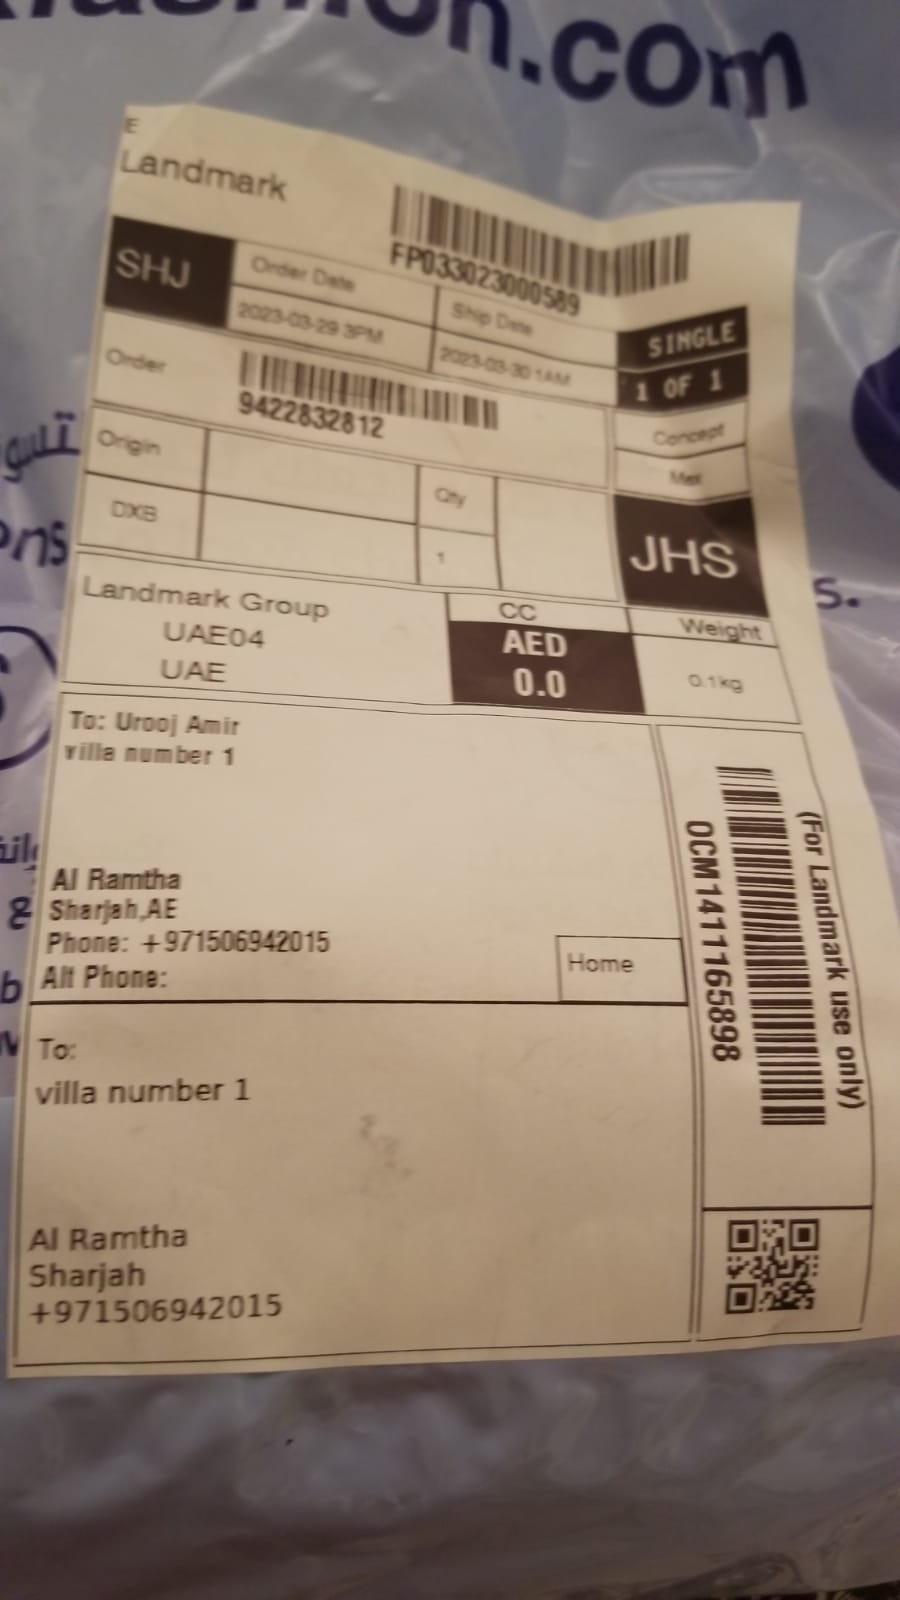 .com
E
Landmark
FP033023000589
SHJ
Order Date
Ship Date
2023-03-29 3PM
2023-03-30 1AM
SINGLE
1 OF 1
Order
9422832812
Concept
Max
Origin
Qty
DXB
1
JHS
Landmark Group
UAE04
UAE
CC
AED
0.0
Weight
0.1kg
To: Urooj Amir
villa number 1
Al Ramtha
Sharjah,AE
Phone: +971506942015
Alt Phone:
Home
OCM1411165898
(For Landmark use only)
To:
villa number 1
Al Ramtha
Sharjah
+971506942015